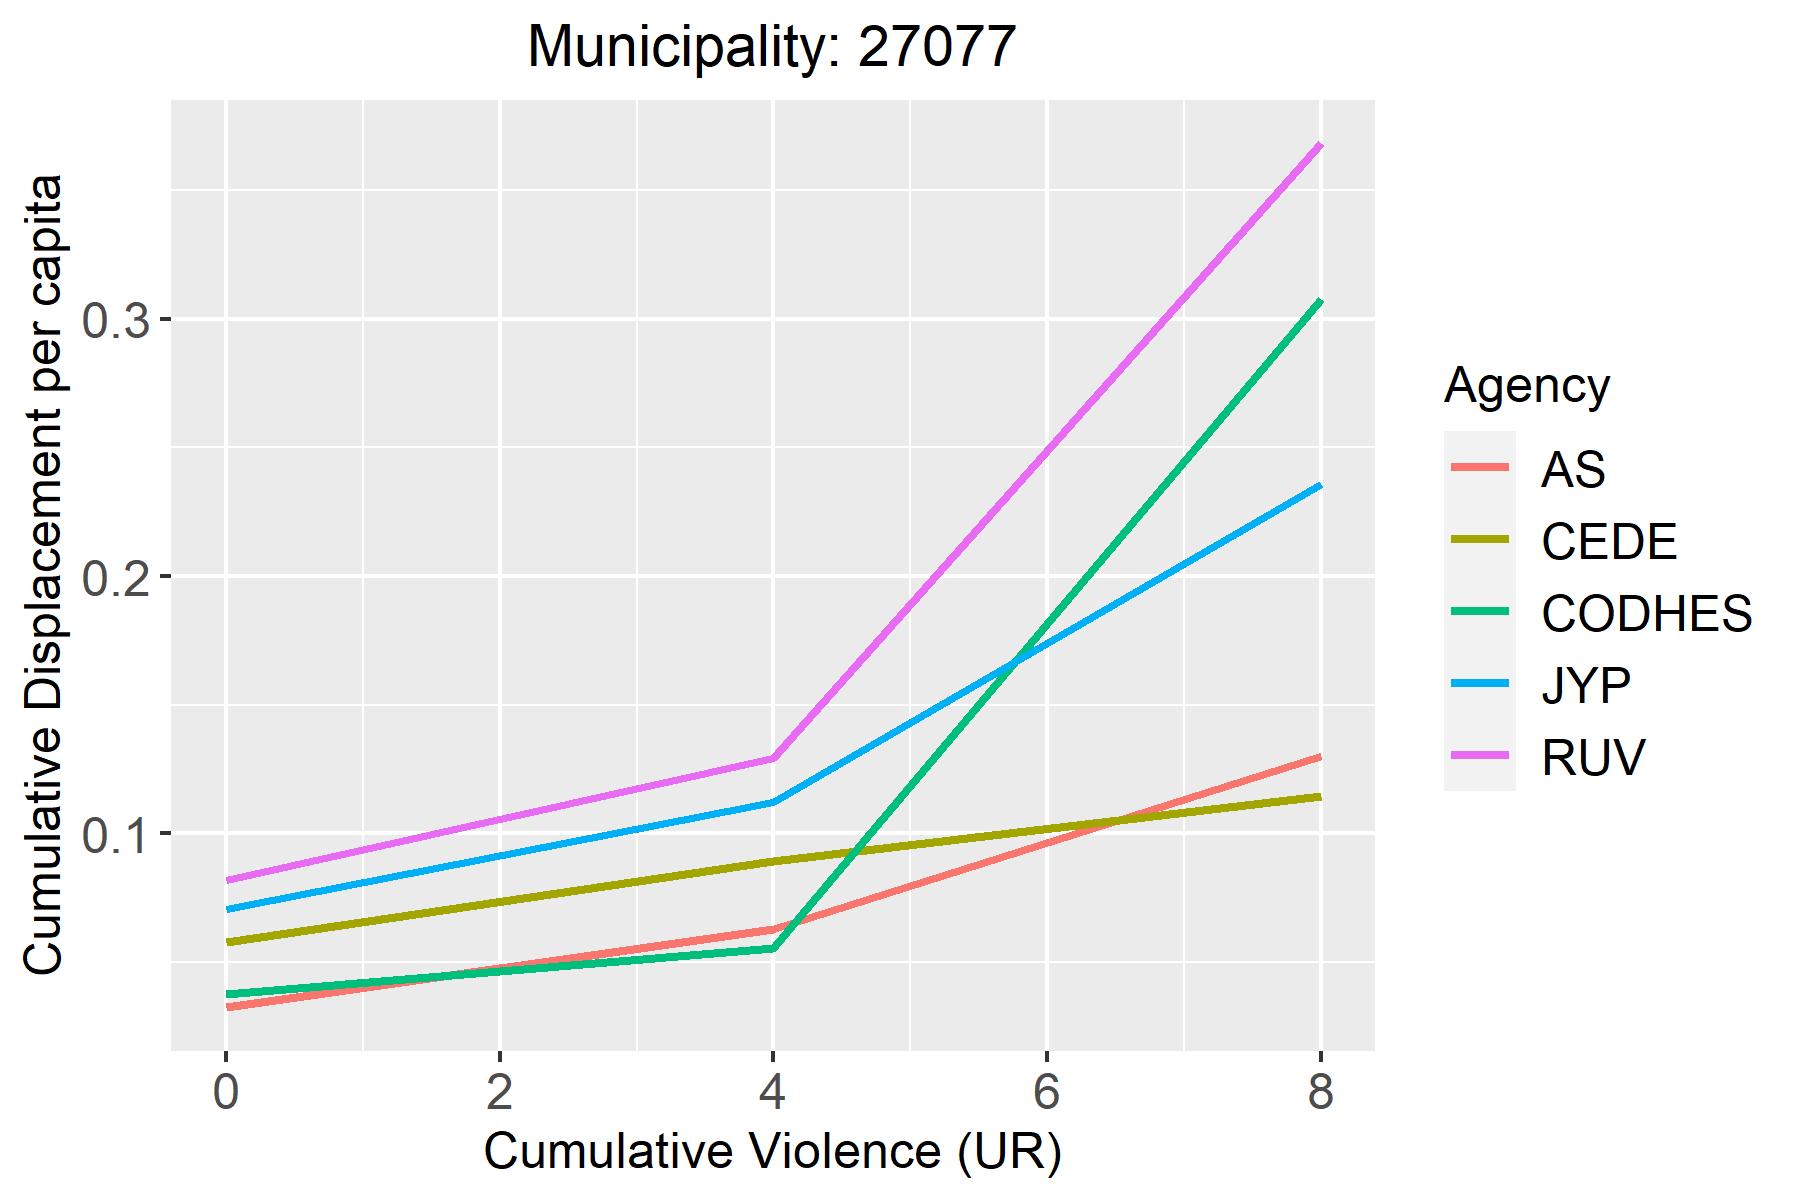 Municipality: 27077
Cumulative Displacement per capita
0.3
0.2
0.1
0 2 4 6 8
Cumulative Violence (UR)
Agency
AS
CEDE
CODHES
JYP
RUV